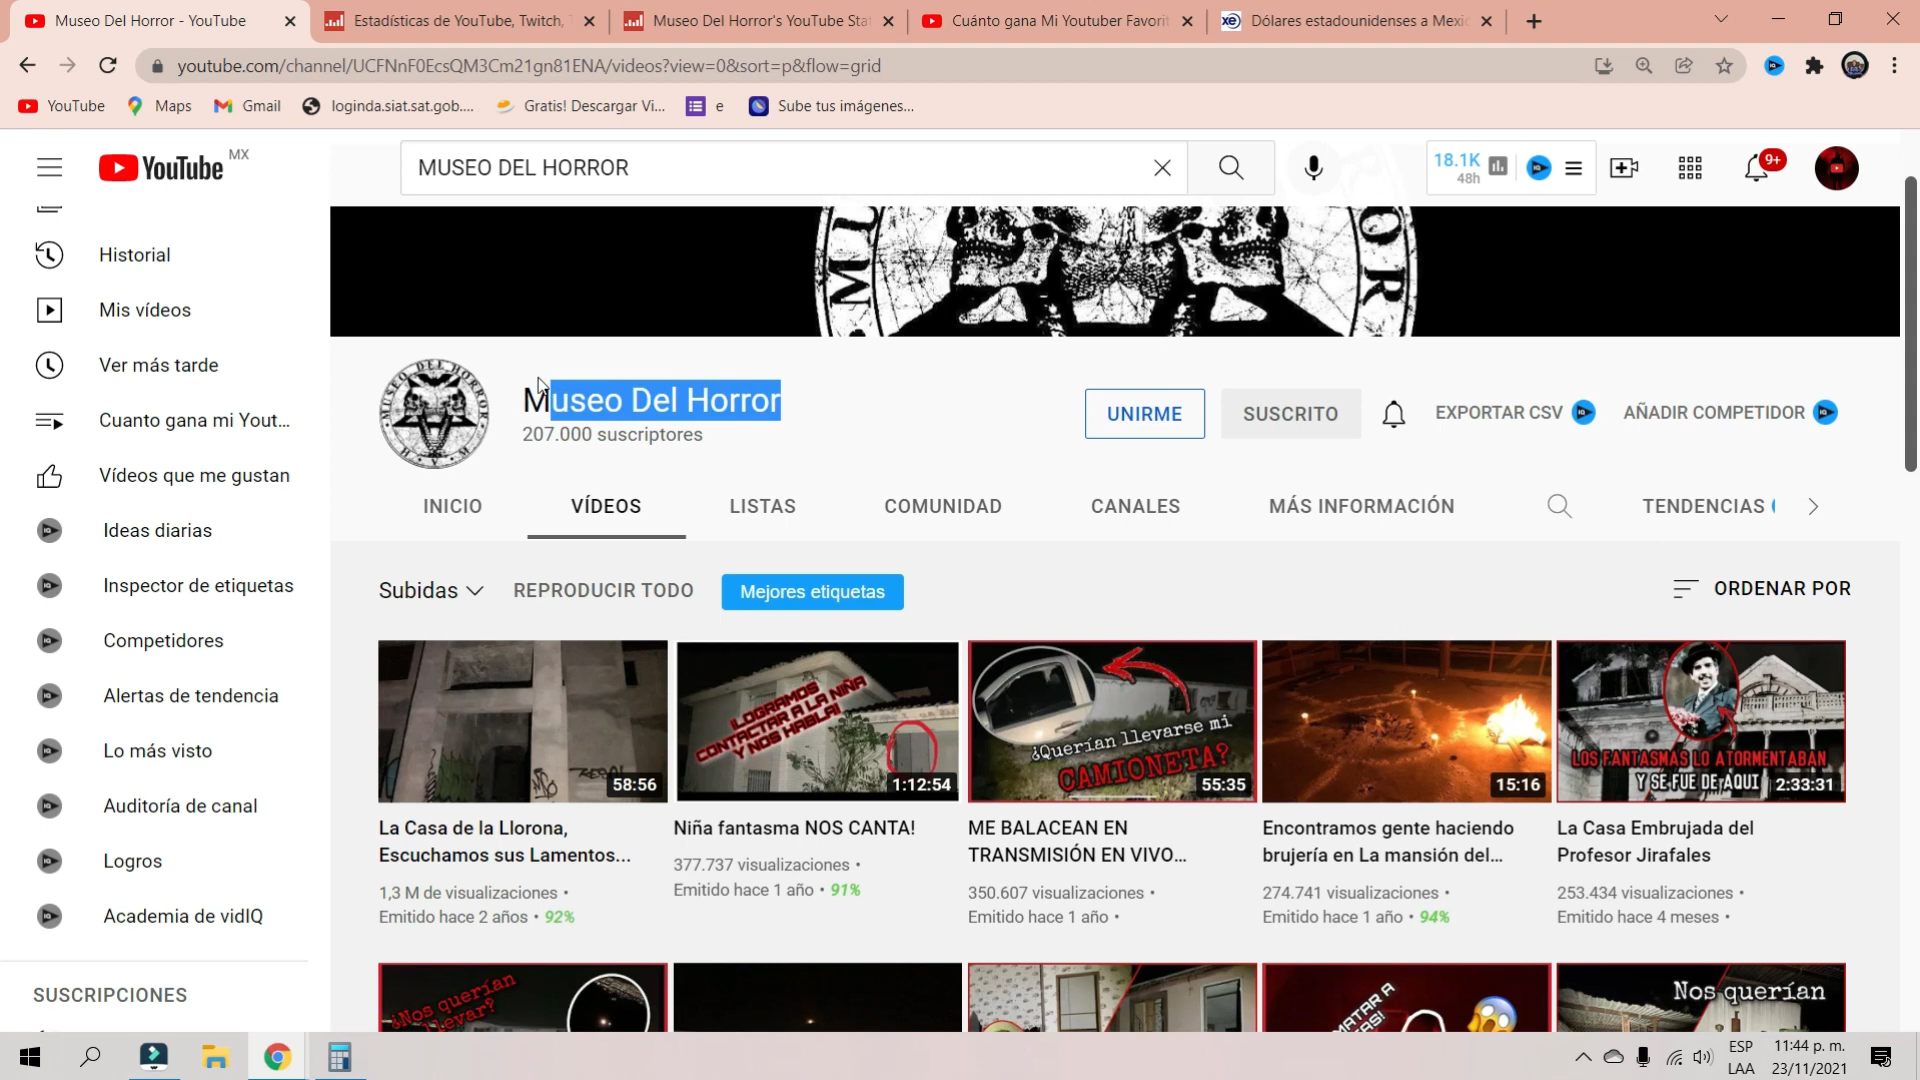 Museo Del Horror - YouTube
Estadísticas de YouTube, Twitch,
Museo Del Horror's YouTube Stat
Cuánto gana Mi Youtuber Favorit
Dólares estadounidenses a Mexic
youtube.com/channel/UCFNnF0EcsQM3Cm21gn81ENA/videos?view=0&sort=p&flow=grid
YouTube
Maps
Gmail
loginda.siat.sat.gob....
Gratis! Descargar Vi...
e
Sube tus imágenes...
YouTube MX
MUSEO DEL HORROR
18.1K
48h
9+
Historial
Mis vídeos
Ver más tarde
Cuanto gana mi Yout...
Vídeos que me gustan
Ideas diarias
Inspector de etiquetas
Competidores
Alertas de tendencia
Lo más visto
Auditoría de canal
Logros
Academia de vidIQ
SUSCRIPCIONES
MUSEO DEL HORROR
Museo Del Horror
207.000 suscriptores
UNIRME
SUSCRITO
EXPORTAR CSV
AÑADIR COMPETIDOR
INICIO
VÍDEOS
LISTAS
COMUNIDAD
CANALES
MÁS INFORMACIÓN
TENDENCIAS
Subidas
REPRODUCIR TODO
Mejores etiquetas
ORDENAR POR
58:56
¡LOGRAMOS
CONTACTAR A LA NIÑA
Y NOS HABLA!
1:12:54
¿Querían llevarse mi
CAMIONETA?
55:35
15:16
LOS FANTASMAS LO ATORMENTABAN
Y SE FUE DE AQUI
2:33:31
La Casa de la Llorona,
Escuchamos sus Lamentos...
1,3 M de visualizaciones •
Emitido hace 2 años • 92%
Niña fantasma NOS CANTA!
377.737 visualizaciones •
Emitido hace 1 año • 91%
ME BALACEAN EN
TRANSMISIÓN EN VIVO...
350.607 visualizaciones •
Emitido hace 1 año •
Encontramos gente haciendo
brujería en La mansión del...
274.741 visualizaciones •
Emitido hace 1 año • 94%
La Casa Embrujada del
Profesor Jirafales
253.434 visualizaciones •
Emitido hace 4 meses •
¿Nos querían
llevar?
MATAR A
Nos querían
ESP
LAA
11:44 p. m.
23/11/2021